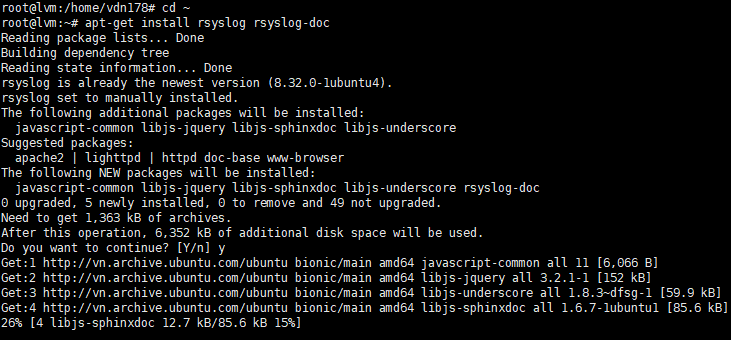 root@lvm:/home/vdn178# cd ~
root@lvm:~# apt-get install rsyslog rsyslog-doc
Reading package lists... Done
Building dependency tree
Reading state information... Done
rsyslog is already the newest version (8.32.0-1ubuntu4).
rsyslog set to manually installed.
The following additional packages will be installed:
  javascript-common libjs-jquery libjs-sphinxdoc libjs-underscore
Suggested packages:
  apache2 | lighttpd | httpd doc-base www-browser
The following NEW packages will be installed:
  javascript-common libjs-jquery libjs-sphinxdoc libjs-underscore rsyslog-doc
0 upgraded, 5 newly installed, 0 to remove and 49 not upgraded.
Need to get 1,363 kB of archives.
After this operation, 6,352 kB of additional disk space will be used.
Do you want to continue? [Y/n] y
Get:1 http://vn.archive.ubuntu.com/ubuntu bionic/main amd64 javascript-common all 11 [6,066 B]
Get:2 http://vn.archive.ubuntu.com/ubuntu bionic/main amd64 libjs-jquery all 3.2.1-1 [152 kB]
Get:3 http://vn.archive.ubuntu.com/ubuntu bionic/main amd64 libjs-underscore all 1.8.3~dfsg-1 [59.9 kB]
Get:4 http://vn.archive.ubuntu.com/ubuntu bionic/main amd64 libjs-sphinxdoc all 1.6.7-1ubuntu1 [85.6 kB]
26% [4 libjs-sphinxdoc 12.7 kB/85.6 kB 15%]